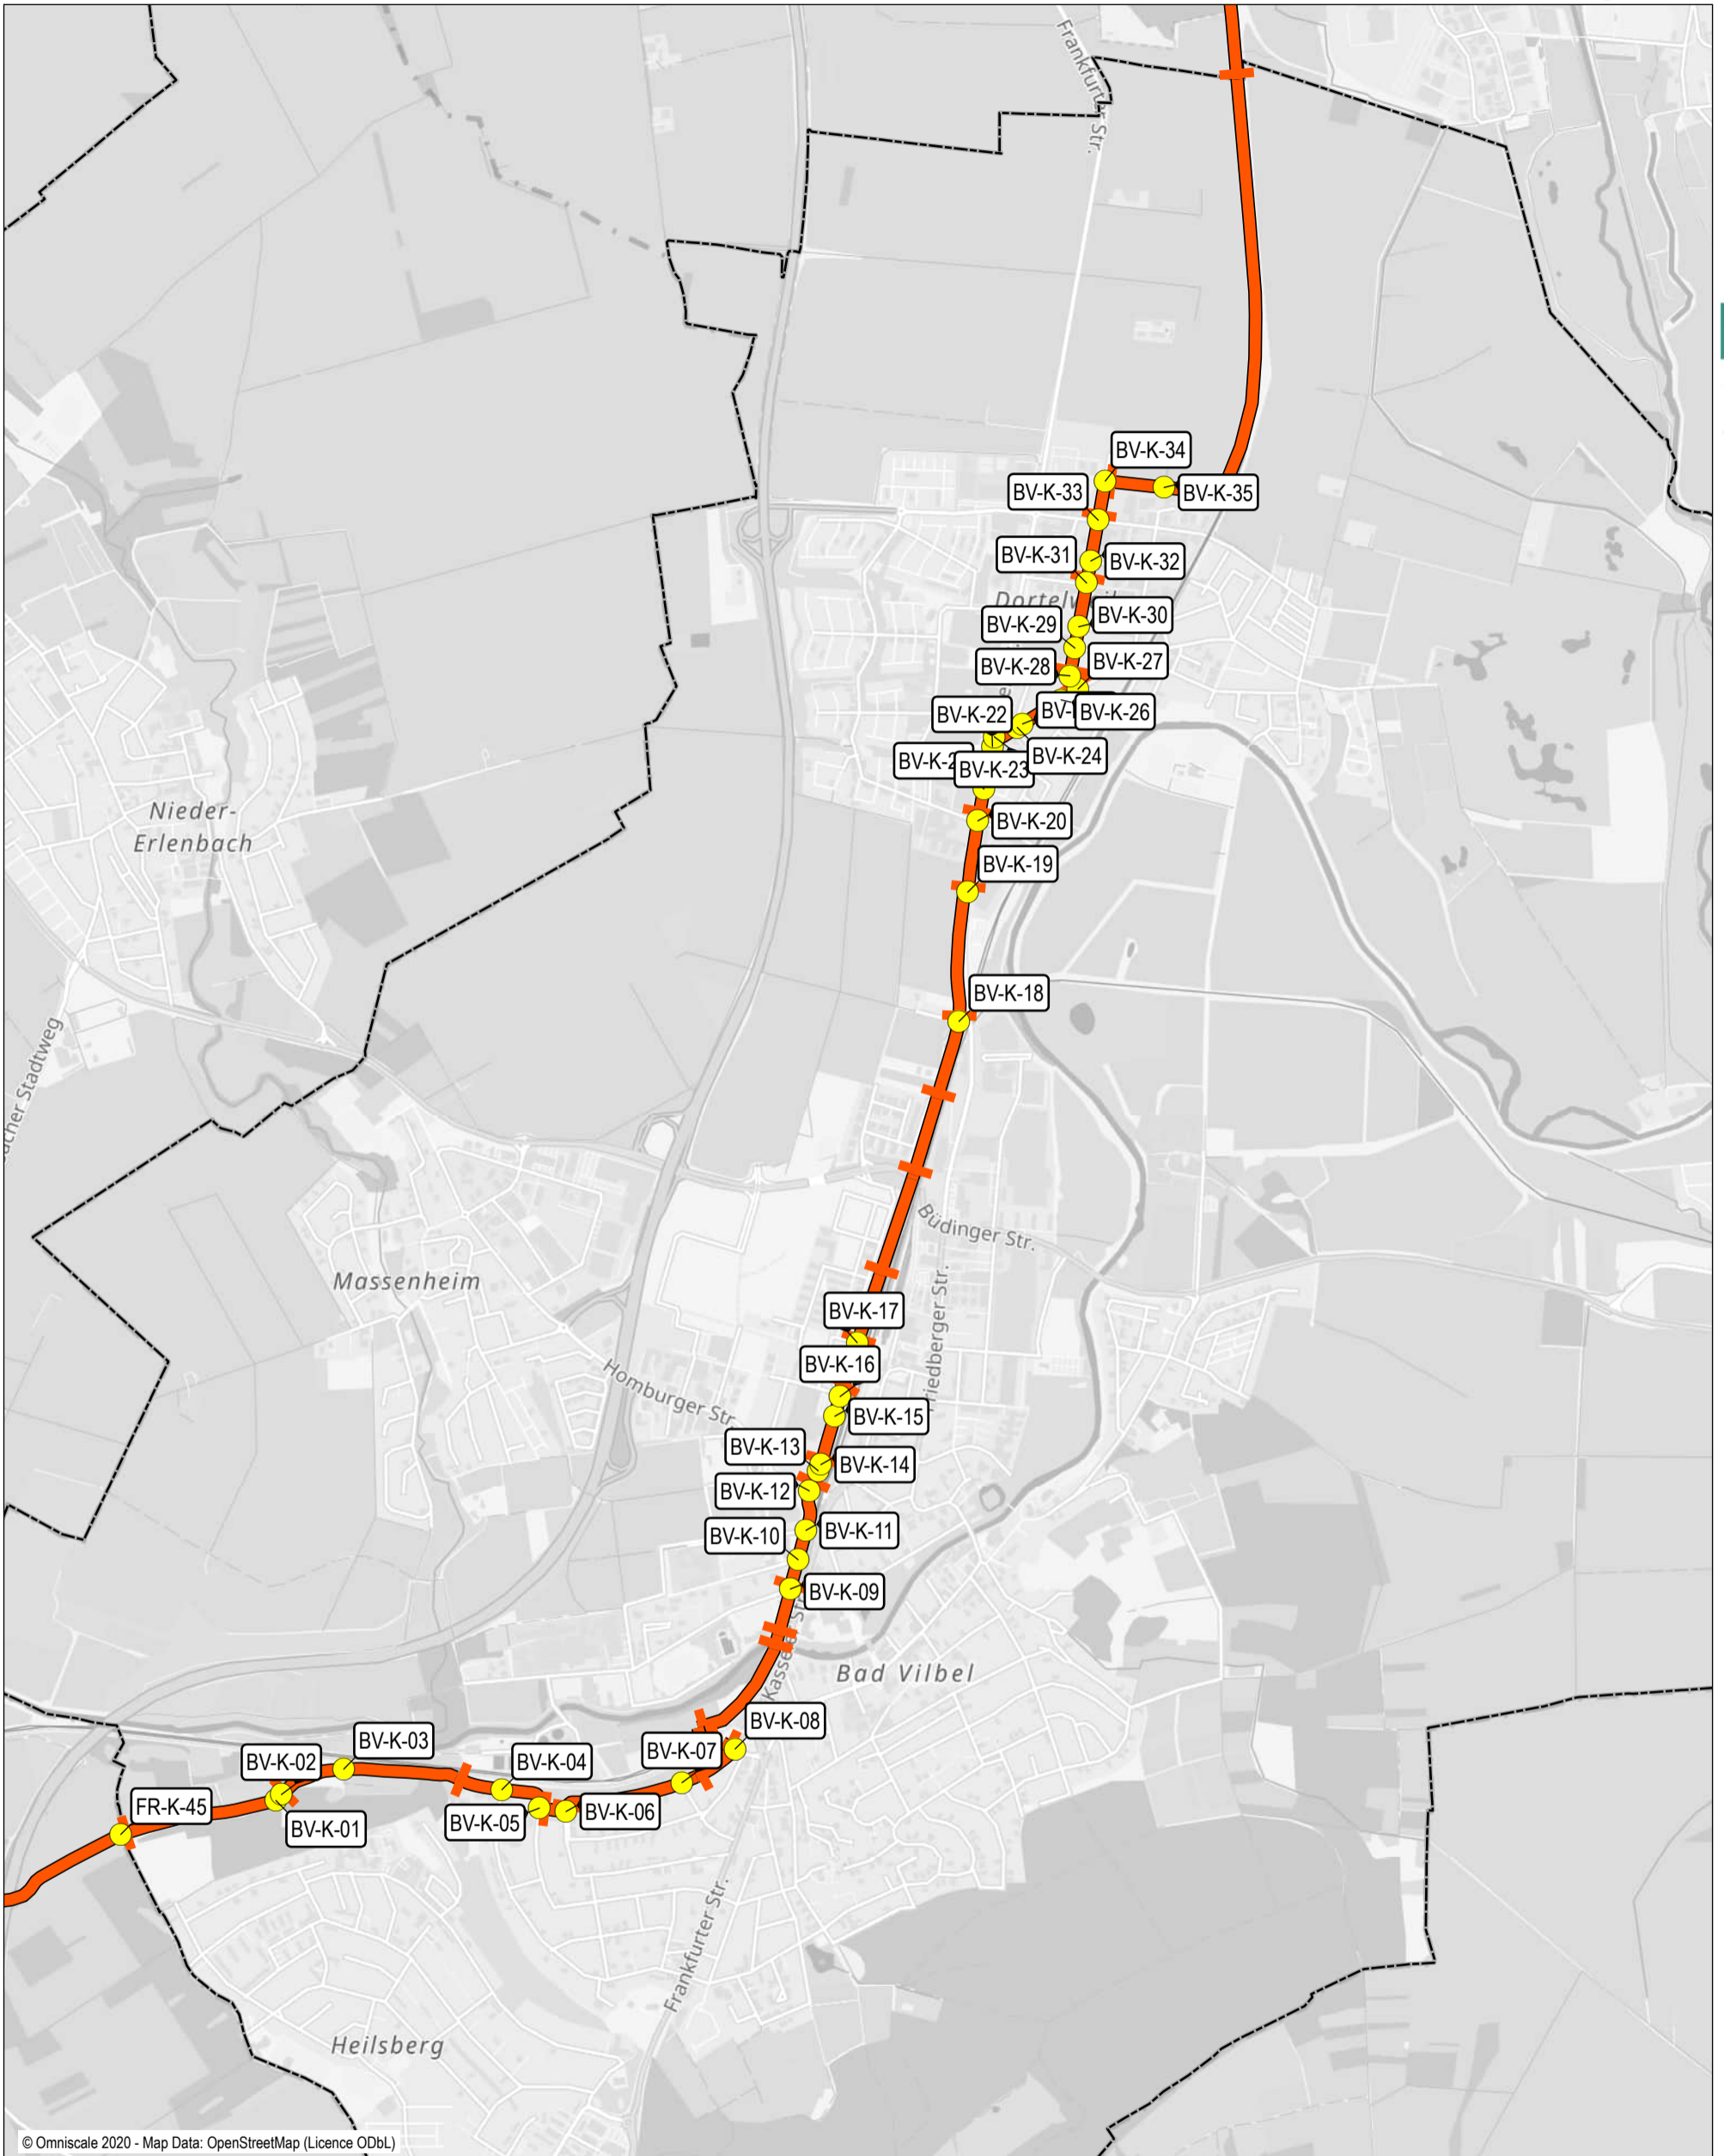 Frankfurter Str.
BV-K-34
BV-K-33
BV-K-35
BV-K-31
BV-K-32
BV-K-30
BV-K-29
BV-K-27
BV-K-28
BV-K-22
BV-K-26
BV-K-24
BV-K-23
BV-K-20
BV-K-19
Nieder-
Erlenbach
BV-K-18
Büdinger Str.
Massenheim
BV-K-17
BV-K-16
Homburger Str.
BV-K-15
BV-K-13
BV-K-14
BV-K-12
BV-K-11
BV-K-10
BV-K-09
Bad Vilbel
BV-K-08
BV-K-07
BV-K-03
BV-K-02
BV-K-04
FR-K-45
BV-K-01
BV-K-05
BV-K-06
Frankfurter Str.
Heilsberg
© Omniscale 2020 - Map Data: OpenStreetMap (Licence ODbL)